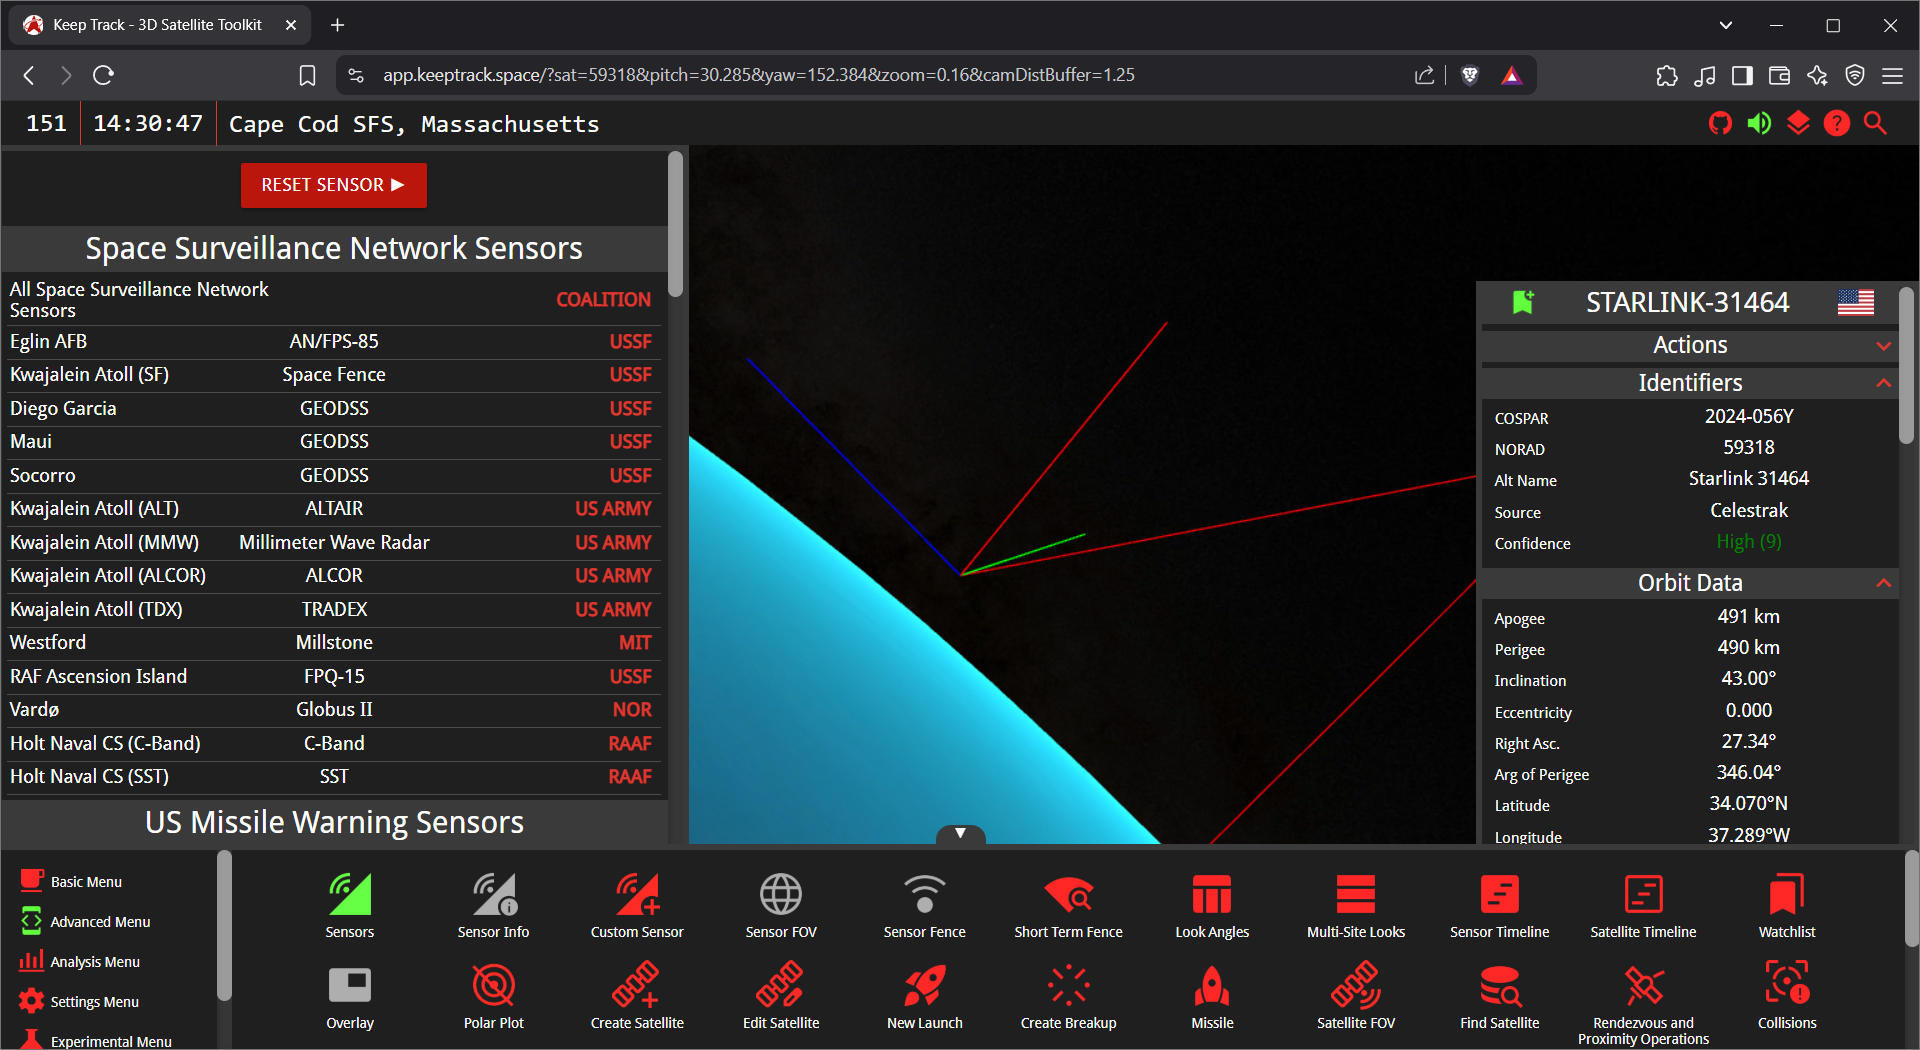 Keep Track - 3D Satellite Toolkit
app.keeptrack.space/?sat=59318&pitch=30.285&yaw=152.384&zoom=0.16&camDistBuffer=1.25
151 14:30:47 Cape Cod SFS, Massachusetts
RESET SENSOR
Space Surveillance Network Sensors
All Space Surveillance Network Sensors COALITION
Eglin AFB AN/FPS-85 USSF
Kwajalein Atoll (SF) Space Fence USSF
Diego Garcia GEODSS USSF
Maui GEODSS USSF
Socorro GEODSS USSF
Kwajalein Atoll (ALT) ALTAIR US ARMY
Kwajalein Atoll (MMW) Millimeter Wave Radar US ARMY
Kwajalein Atoll (ALCOR) ALCOR US ARMY
Kwajalein Atoll (TDX) TRADEX US ARMY
Westford Millstone MIT
RAF Ascension Island FPQ-15 USSF
Vardø Globus II NOR
Holt Naval CS (C-Band) C-Band RAAF
Holt Naval CS (SST) SST RAAF
US Missile Warning Sensors
STARLINK-31464
Actions
Identifiers
COSPAR 2024-056Y
NORAD 59318
Alt Name Starlink 31464
Source Celestrak
Confidence High (9)
Orbit Data
Apogee 491 km
Perigee 490 km
Inclination 43.00°
Eccentricity 0.000
Right Asc. 27.34°
Arg of Perigee 346.04°
Latitude 34.070°N
Longitude 37.289°W
Basic Menu
Advanced Menu
Analysis Menu
Settings Menu
Experimental Menu
Sensors Sensor Info Custom Sensor Sensor FOV Sensor Fence Short Term Fence Look Angles Multi-Site Looks Sensor Timeline Satellite Timeline Watchlist
Overlay Polar Plot Create Satellite Edit Satellite New Launch Create Breakup Missile Satellite FOV Find Satellite Rendezvous and Proximity Operations Collisions